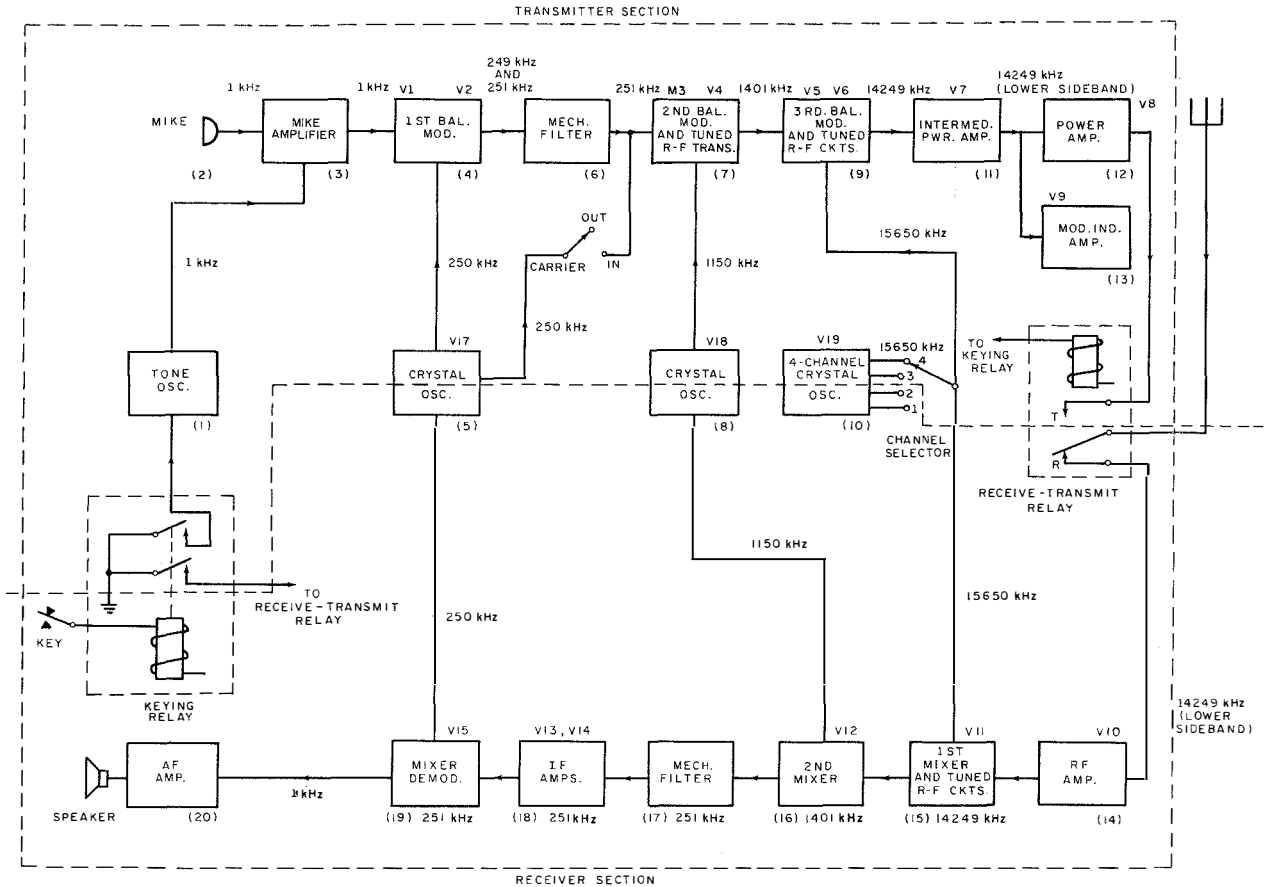 TRANSMITTER SECTION
249 kHz
AND
251 kHz
14249 kHz
(LOWER SIDEBAND)
1 kHz
1 kHz
V1
V2
251 kHz
M3
V4
1401 kHz
V5
V6
14249 kHz
V7
V8
MIKE
MIKE
AMPLIFIER
1ST BAL.
MOD.
MECH.
FILTER
2ND BAL.
MOD.
AND TUNED
R-F TRANS.
3RD. BAL.
MOD.
AND TUNED
R-F CKTS.
INTERMED.
PWR. AMP.
POWER
AMP.
(2)
(3)
(4)
(6)
(7)
(9)
(11)
(12)
V9
MOD. IND.
AMP.
(13)
OUT
CARRIER
IN
15650 kHz
1 kHz
250 kHz
1150 kHz
250 kHz
V17
V18
V19
15650 kHz
TONE
OSC.
(1)
CRYSTAL
OSC.
(5)
CRYSTAL
OSC.
(8)
4-CHANNEL
CRYSTAL
OSC.
(10)
4
3
2
1
CHANNEL
SELECTOR
TO
KEYING
RELAY
T
R
RECEIVE-TRANSMIT
RELAY
1150 kHz
TO
RECEIVE-TRANSMIT
RELAY
KEY
KEYING
RELAY
250 kHz
15650 kHz
14249 kHz
(LOWER
SIDEBAND)
V15
V13, V14
V12
V11
V10
AF
AMP.
MIXER
DEMOD.
I.F
AMPS.
MECH.
FILTER
2ND
MIXER
1ST
MIXER
AND TUNED
R-F CKTS.
RF
AMP.
1 kHz
SPEAKER
(20)
(19) 251 kHz
(18) 251 kHz
(17) 251 kHz
(16) 1401 kHz
(15) 14249 kHz
(14)
RECEIVER SECTION